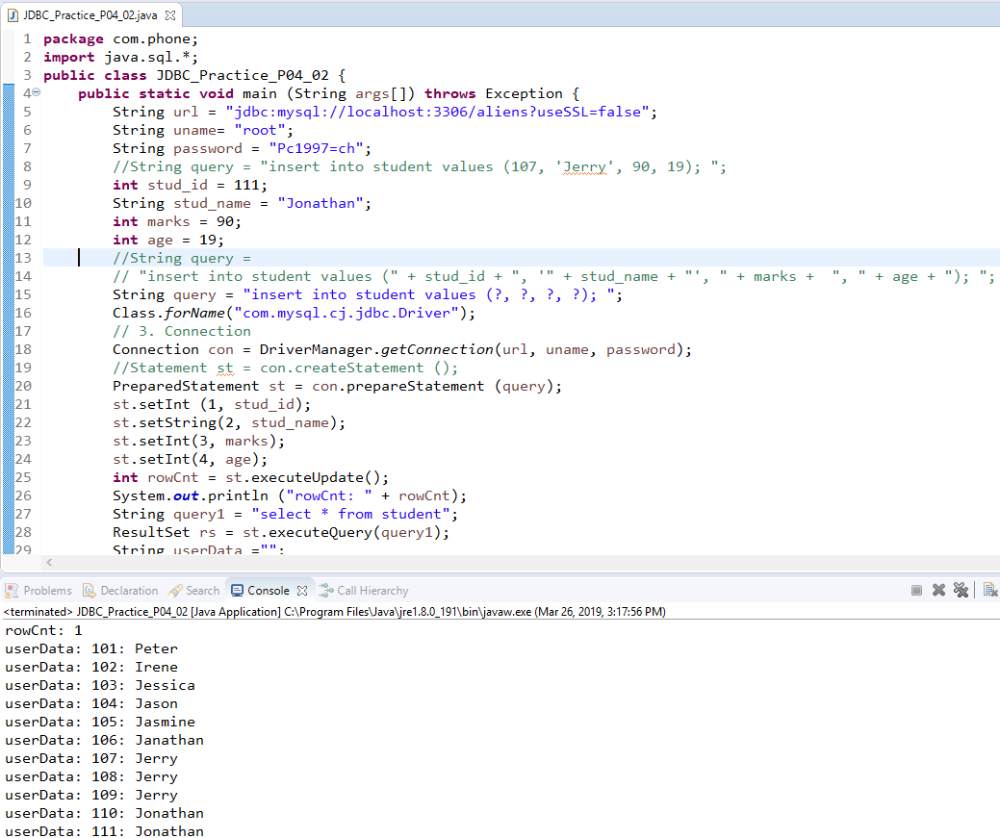 JDBC_Practice_P04_02.java
1 package com.phone;
2 import java.sql.*;
3 public class JDBC_Practice_P04_02 {
4 public static void main (String args[]) throws Exception {
5 String url = "jdbc:mysql://localhost:3306/aliens?useSSL=false";
6 String uname= "root";
7 String password = "Pc1997=ch";
8 //String query = "insert into student values (107, 'Jerry', 90, 19); ";
9 int stud_id = 111;
10 String stud_name = "Jonathan";
11 int marks = 90;
12 int age = 19;
13 //String query =
14 // "insert into student values (" + stud_id + ", '" + stud_name + "', " + marks +  ", " + age + "); ";
15 String query = "insert into student values (?, ?, ?, ?); ";
16 Class.forName("com.mysql.cj.jdbc.Driver");
17 // 3. Connection
18 Connection con = DriverManager.getConnection(url, uname, password);
19 //Statement st = con.createStatement ();
20 PreparedStatement st = con.prepareStatement (query);
21 st.setInt (1, stud_id);
22 st.setString(2, stud_name);
23 st.setInt(3, marks);
24 st.setInt(4, age);
25 int rowCnt = st.executeUpdate();
26 System.out.println ("rowCnt: " + rowCnt);
27 String query1 = "select * from student";
28 ResultSet rs = st.executeQuery(query1);
29 String userData ="";
Problems Declaration Search Console Call Hierarchy
<terminated> JDBC_Practice_P04_02 [Java Application] C:\Program Files\Java\jre1.8.0_191\bin\javaw.exe (Mar 26, 2019, 3:17:56 PM)
rowCnt: 1
userData: 101: Peter
userData: 102: Irene
userData: 103: Jessica
userData: 104: Jason
userData: 105: Jasmine
userData: 106: Janathan
userData: 107: Jerry
userData: 108: Jerry
userData: 109: Jerry
userData: 110: Jonathan
userData: 111: Jonathan